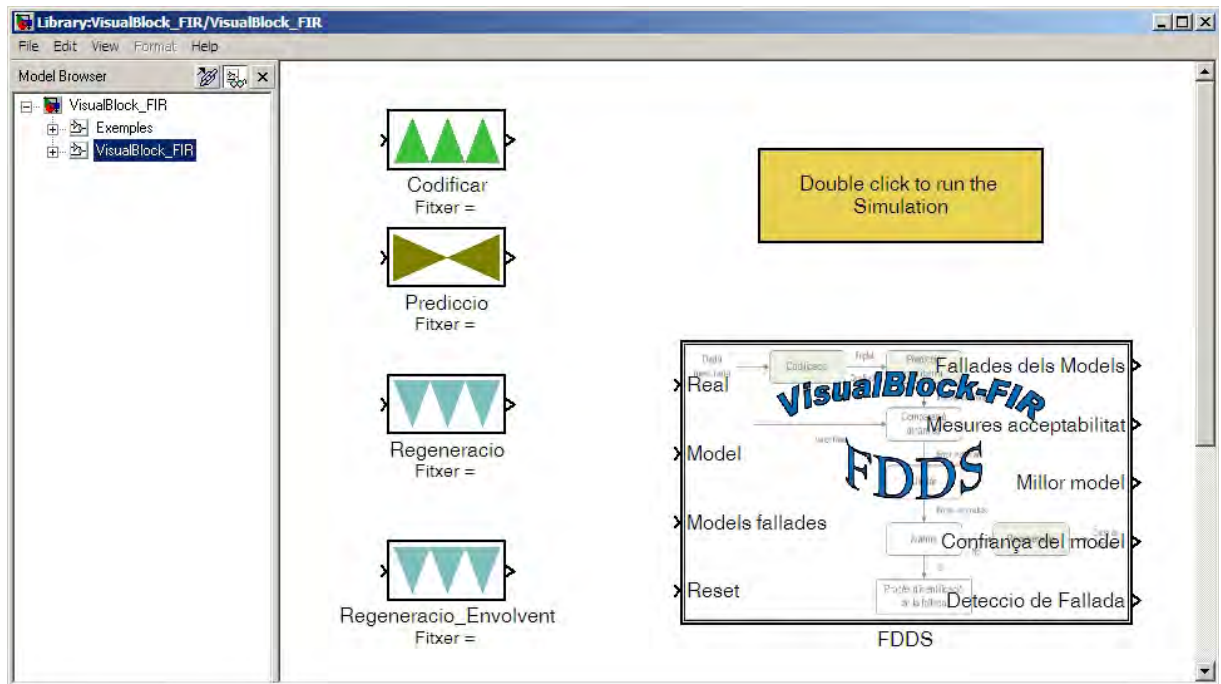 Library:VisualBlock_FIR/VisualBlock_FIR
File Edit View Format Help
Model Browser
VisualBlock_FIR
Exemples
VisualBlock_FIR
Codificar
Fitxer =
Prediccio
Fitxer =
Regeneracio
Fitxer =
Regeneracio_Envolvent
Fitxer =
Double click to run the
Simulation
Real
Model
Models fallades
Reset
VisualBlock-FIR
FDDS
Fallades dels Models
Mesures acceptabilitat
Millor model
Confiança del model
Deteccio de Fallada
FDDS